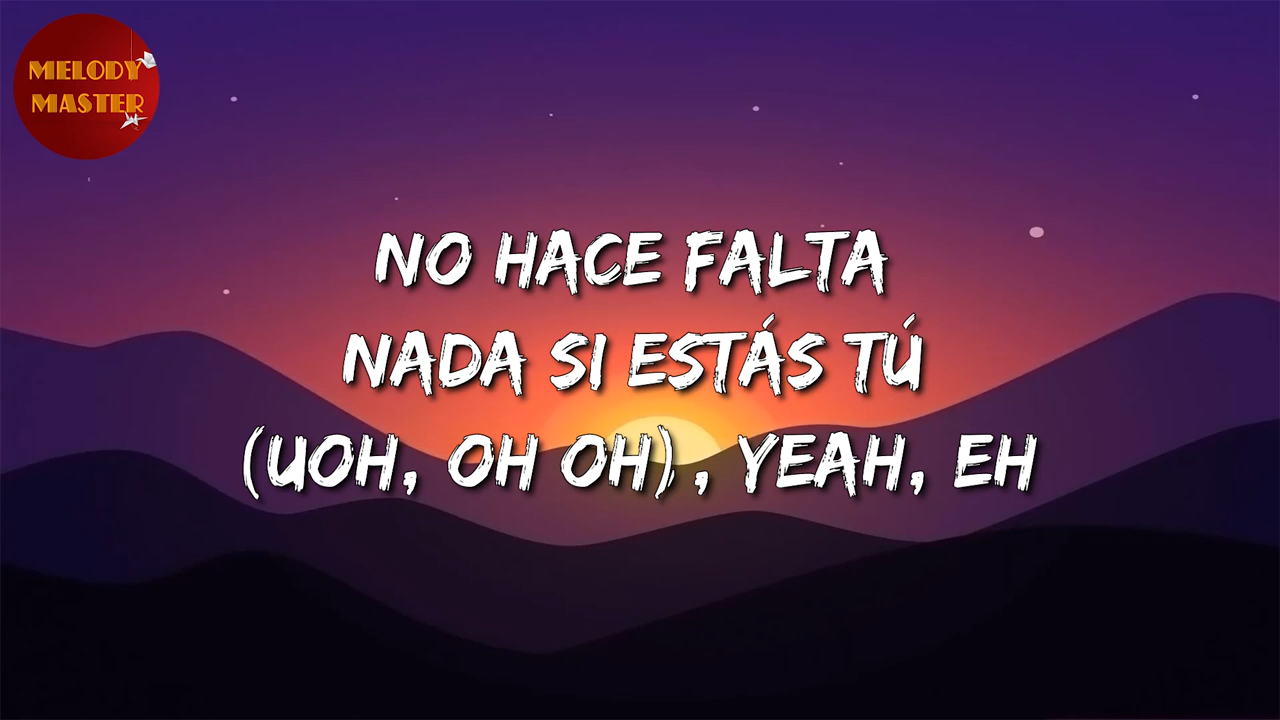 MELODY
MASTER
NO HACE FALTA
NADA SI ESTÁS TÚ
(UOH, OH OH), YEAH, EH